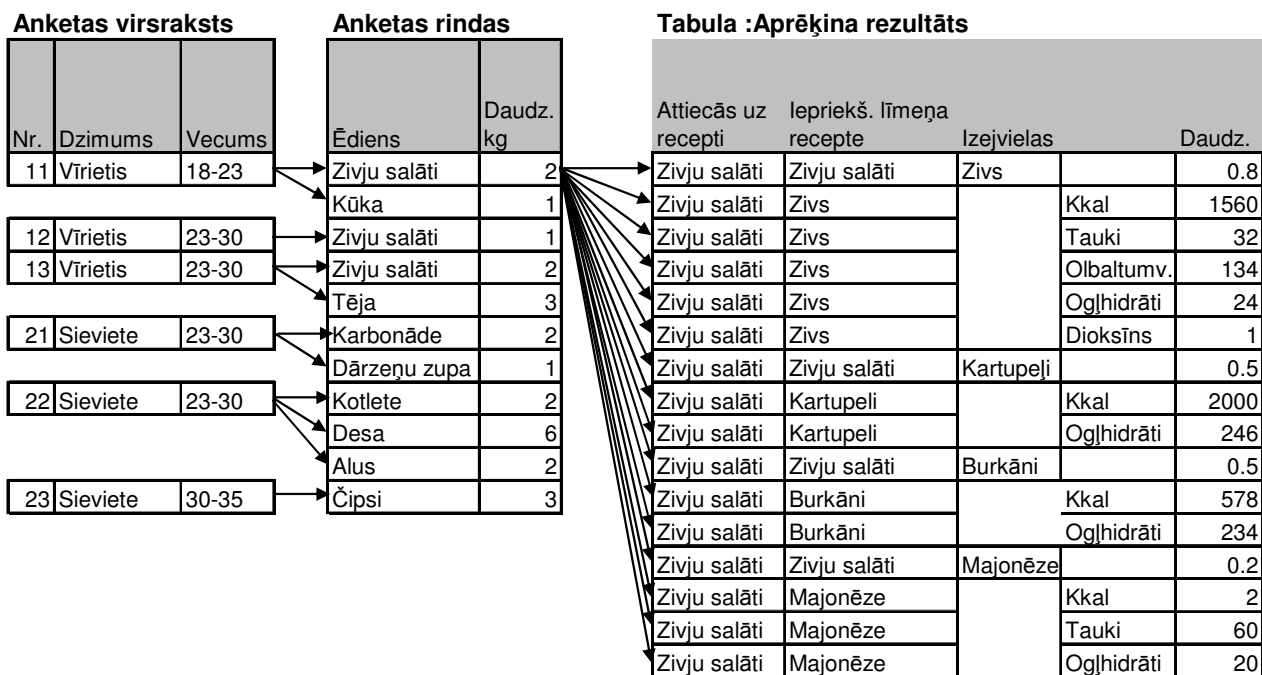 Anketas virsraksts Anketas rindas Tabula :Aprēķina rezultāts
Nr. Dzimums Vecums Ēdiens Daudz. kg Attiecās uz recepti Iepriekš. līmeņa recepte Izejvielas Daudz.
11 Vīrietis 18-23 Zivju salāti 2 Zivju salāti Zivju salāti Zivs 0.8
Kūka 1 Zivju salāti Zivs Kkal 1560
12 Vīrietis 23-30 Zivju salāti 1 Zivju salāti Zivs Tauki 32
13 Vīrietis 23-30 Zivju salāti 2 Zivju salāti Zivs Olbaltumv. 134
Tēja 3 Zivju salāti Zivs Ogļhidrāti 24
21 Sieviete 23-30 Karbonāde 2 Zivju salāti Zivs Dioksīns 1
Dārzeņu zupa 1 Zivju salāti Zivju salāti Kartupeļi 0.5
22 Sieviete 23-30 Kotlete 2 Zivju salāti Kartupeli Kkal 2000
Desa 6 Zivju salāti Kartupeli Ogļhidrāti 246
Alus 2 Zivju salāti Zivju salāti Burkāni 0.5
23 Sieviete 30-35 Čipsi 3 Zivju salāti Burkāni Kkal 578
Zivju salāti Burkāni Ogļhidrāti 234
Zivju salāti Zivju salāti Majonēze 0.2
Zivju salāti Majonēze Kkal 2
Zivju salāti Majonēze Tauki 60
Zivju salāti Majonēze Ogļhidrāti 20